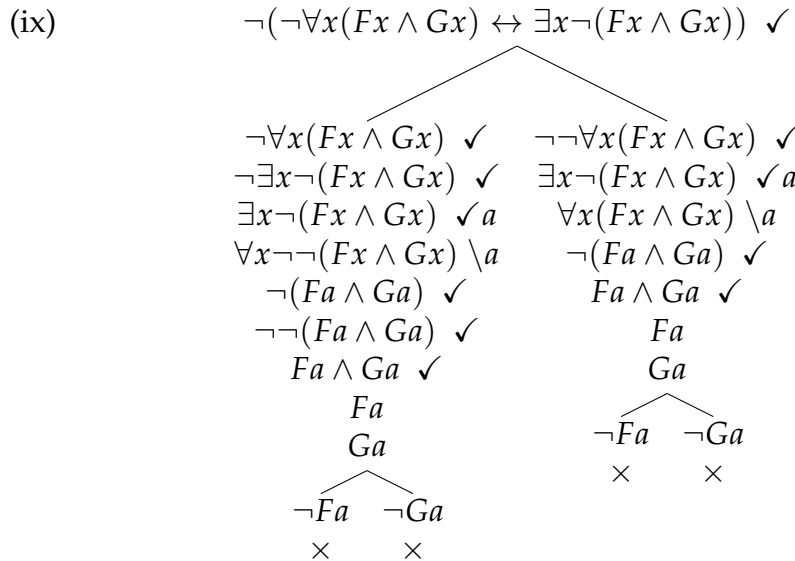 (ix) ¬(¬∀x(Fx ∧ Gx) ↔ ∃x¬(Fx ∧ Gx)) ✓
¬∀x(Fx ∧ Gx) ✓ ¬¬∀x(Fx ∧ Gx) ✓
¬∃x¬(Fx ∧ Gx) ✓ ∃x¬(Fx ∧ Gx) ✓a
∃x¬(Fx ∧ Gx) ✓a ∀x(Fx ∧ Gx) \a
∀x¬¬(Fx ∧ Gx) \a ¬(Fa ∧ Ga) ✓
¬(Fa ∧ Ga) ✓ Fa ∧ Ga ✓
¬¬(Fa ∧ Ga) ✓ Fa
Fa ∧ Ga ✓ Ga
Fa
Ga ¬Fa ¬Ga
× ×
¬Fa ¬Ga
× ×